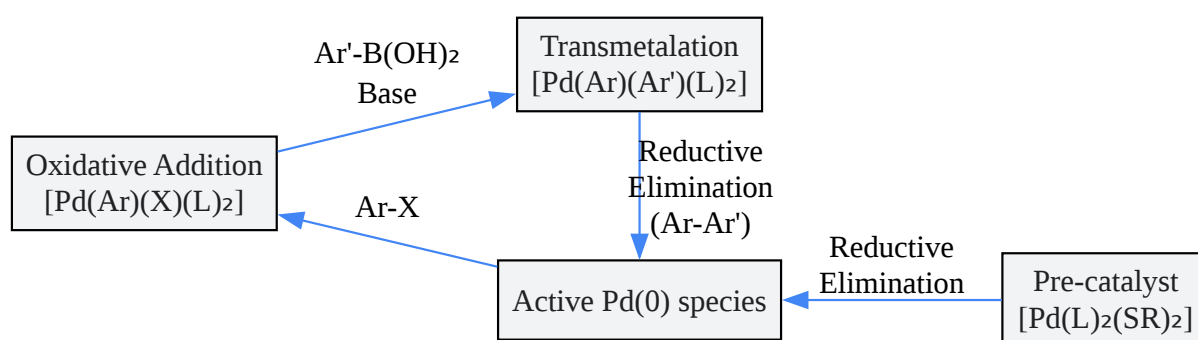 Transmetalation
[Pd(Ar)(Ar')(L)₂]
Ar'-B(OH)₂
Base
Oxidative Addition
[Pd(Ar)(X)(L)₂]
Reductive
Elimination
(Ar-Ar')
Ar-X
Active Pd(0) species
Reductive
Elimination
Pre-catalyst
[Pd(L)₂(SR)₂]